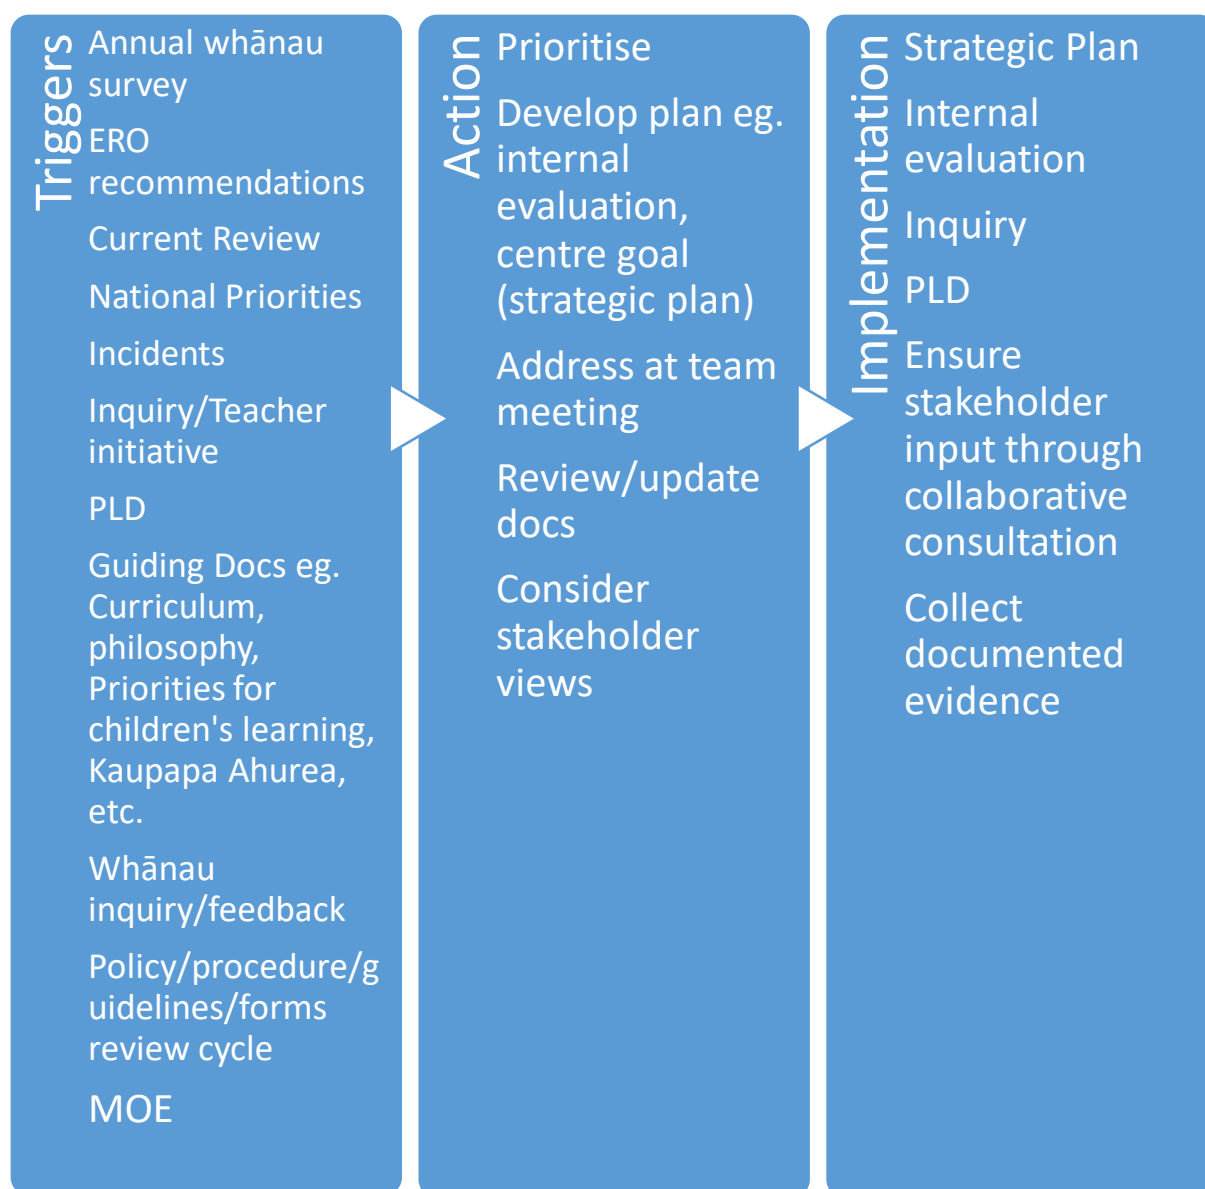 Triggers
Annual whānau
survey
ERO
recommendations
Current Review
National Priorities
Incidents
Inquiry/Teacher
initiative
PLD
Guiding Docs eg.
Curriculum,
philosophy,
Priorities for
children's learning,
Kaupapa Ahurea,
etc.
Whānau
inquiry/feedback
Policy/procedure/g
uidelines/forms
review cycle
MOE
Action
Prioritise
Develop plan eg.
internal
evaluation,
centre goal
(strategic plan)
Address at team
meeting
Review/update
docs
Consider
stakeholder
views
Implementation
Strategic Plan
Internal
evaluation
Inquiry
PLD
Ensure
stakeholder
input through
collaborative
consultation
Collect
documented
evidence